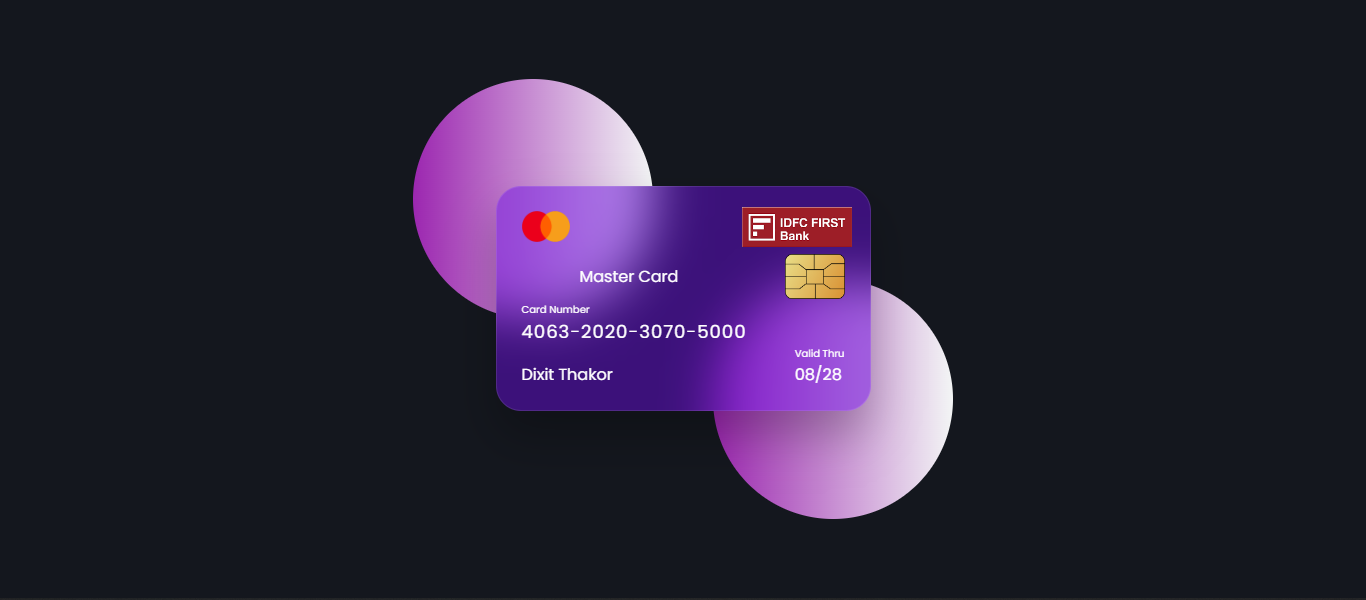 IDFC FIRST
Bank
Master Card
Card Number
4063-2020-3070-5000
Valid Thru
Dixit Thakor
08/28